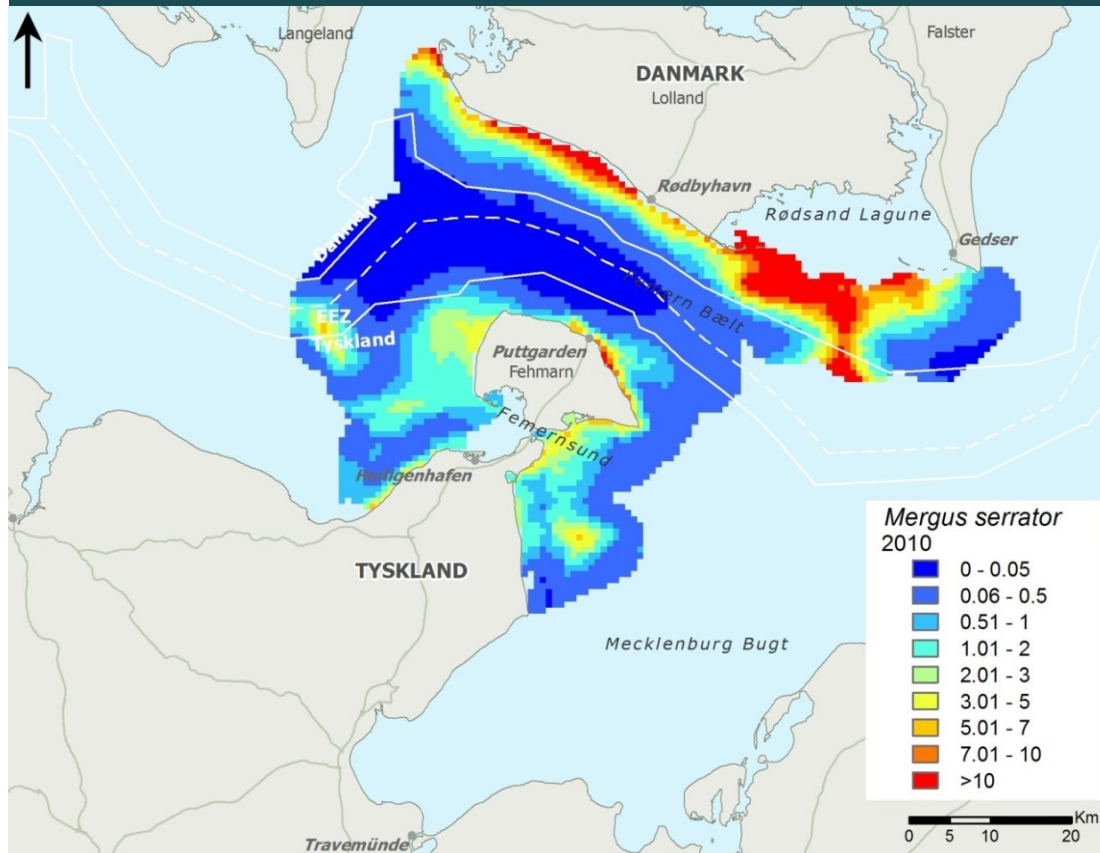 Langeland
Falster
DANMARK
Lolland
Rødbyhavn
Rødsand Lagune
Gedser
Danmark
Femern Bælt
EEZ
Tyskland
Puttgarden
Fehmarn
Femernsund
Heiligenhafen
TYSKLAND
Mecklenburg Bugt
Travemünde
Mergus serrator
2010
0 - 0.05
0.06 - 0.5
0.51 - 1
1.01 - 2
2.01 - 3
3.01 - 5
5.01 - 7
7.01 - 10
>10
Km
0 5 10 20